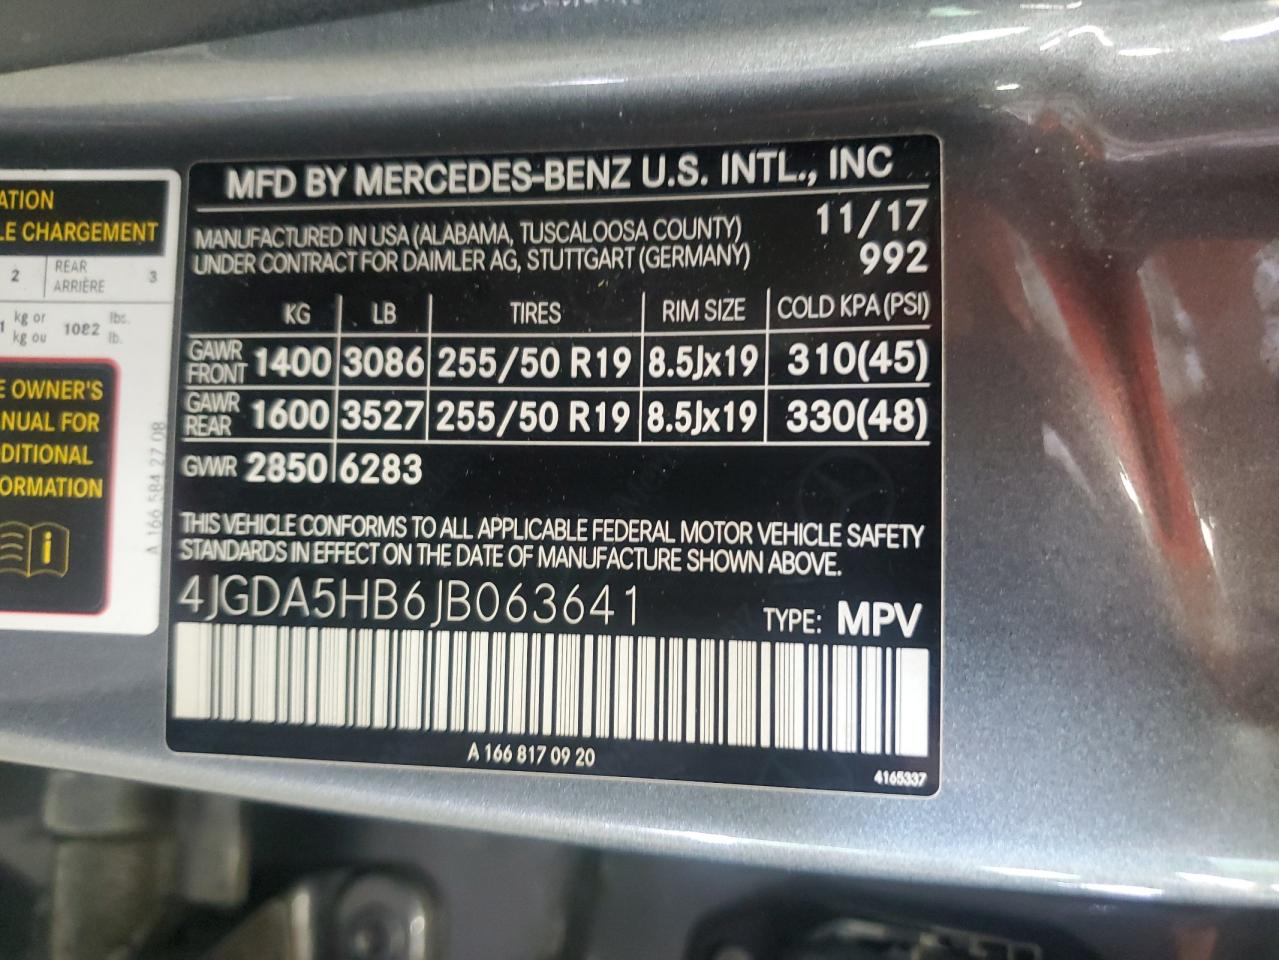 ATION
LE CHARGEMENT
2 REAR ARRIÈRE 3
kg or kg ou 1082 lbs. lb.
E OWNER'S
NUAL FOR
DITIONAL
ORMATION
A 166 584 27 08
MFD BY MERCEDES-BENZ U.S. INTL., INC
MANUFACTURED IN USA (ALABAMA, TUSCALOOSA COUNTY) 11/17
UNDER CONTRACT FOR DAIMLER AG, STUTTGART (GERMANY) 992
KG LB TIRES RIM SIZE COLD KPA (PSI)
GAWR FRONT 1400 3086 255/50 R19 8.5Jx19 310(45)
GAWR REAR 1600 3527 255/50 R19 8.5Jx19 330(48)
GVWR 2850 6283
THIS VEHICLE CONFORMS TO ALL APPLICABLE FEDERAL MOTOR VEHICLE SAFETY
STANDARDS IN EFFECT ON THE DATE OF MANUFACTURE SHOWN ABOVE.
4JGDA5HB6JB063641 TYPE: MPV
A 166 817 09 20
4165337